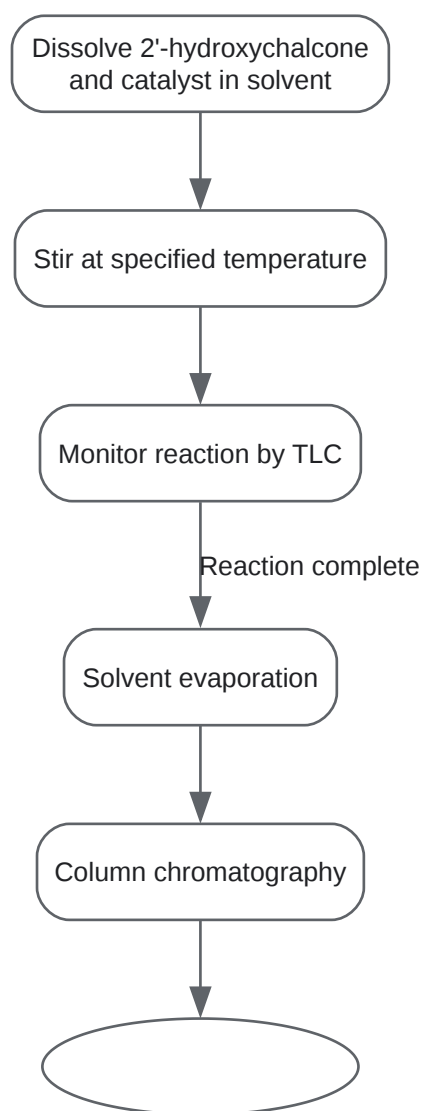 Dissolve 2'-hydroxychalcone
and catalyst in solvent
Stir at specified temperature
Monitor reaction by TLC
Reaction complete
Solvent evaporation
Column chromatography